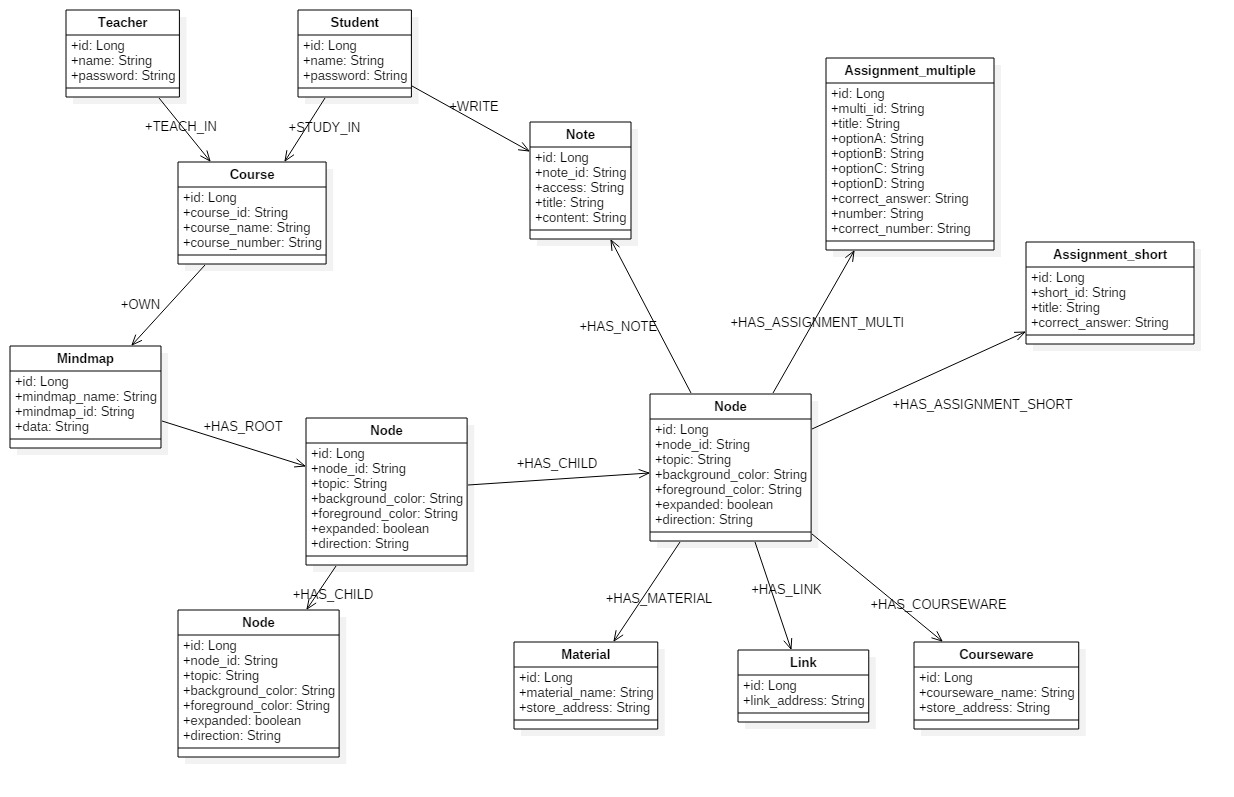 Teacher
+id: Long
+name: String
+password: String
Student
+id: Long
+name: String
+password: String
+TEACH_IN
+STUDY_IN
+WRITE
Assignment_multiple
+id: Long
+multi_id: String
+title: String
+optionA: String
+optionB: String
+optionC: String
+optionD: String
+correct_answer: String
+number: String
+correct_number: String
Note
+id: Long
+note_id: String
+access: String
+title: String
+content: String
Course
+id: Long
+course_id: String
+course_name: String
+course_number: String
Assignment_short
+id: Long
+short_id: String
+title: String
+correct_answer: String
+OWN
+HAS_NOTE
+HAS_ASSIGNMENT_MULTI
+HAS_ASSIGNMENT_SHORT
Mindmap
+id: Long
+mindmap_name: String
+mindmap_id: String
+data: String
+HAS_ROOT
Node
+id: Long
+node_id: String
+topic: String
+background_color: String
+foreground_color: String
+expanded: boolean
+direction: String
+HAS_CHILD
Node
+id: Long
+node_id: String
+topic: String
+background_color: String
+foreground_color: String
+expanded: boolean
+direction: String
+HAS_CHILD
+HAS_MATERIAL
+HAS_LINK
+HAS_COURSEWARE
Node
+id: Long
+node_id: String
+topic: String
+background_color: String
+foreground_color: String
+expanded: boolean
+direction: String
Material
+id: Long
+material_name: String
+store_address: String
Link
+id: Long
+link_address: String
Courseware
+id: Long
+courseware_name: String
+store_address: String